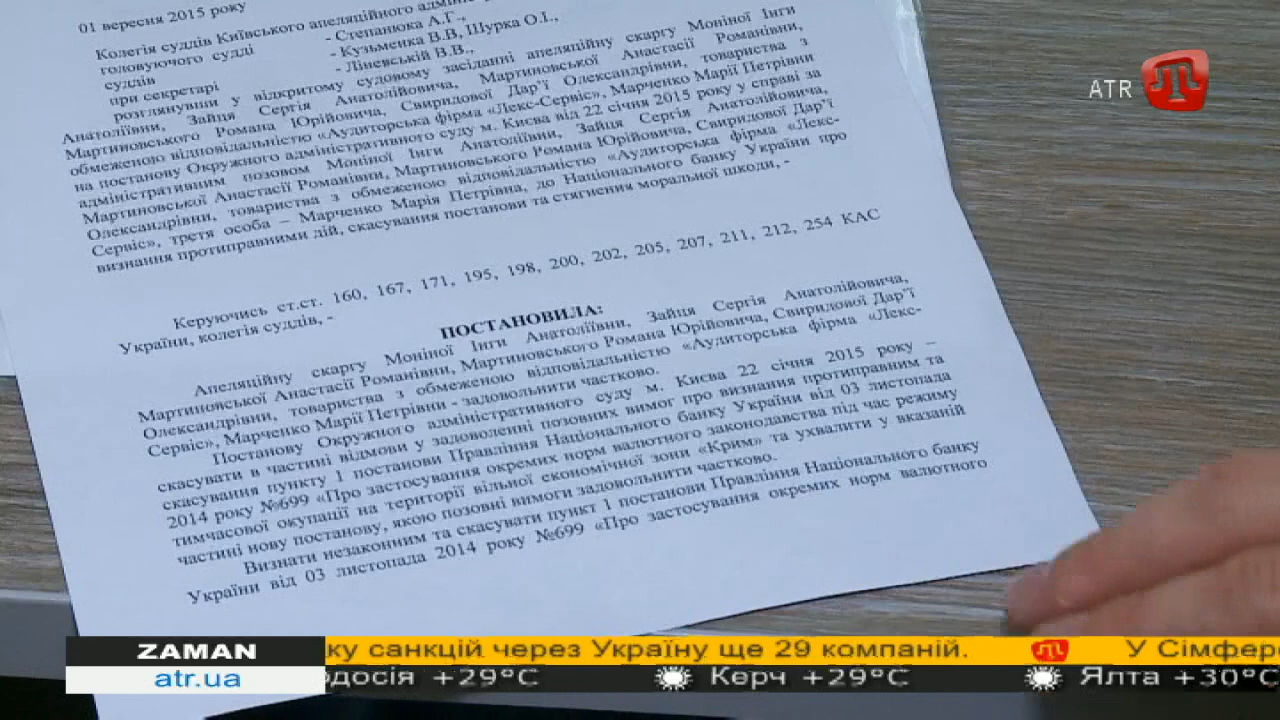 01 вересня 2015 року
Колегія суддів Київського апеляційного
головуючого судді - Степанюка А.Г.,
суддів - Кузьменка В.В, Шурка О.І.,
при секретарі - Ліневській В.В.,
розглянувши у відкритому судовому засіданні апеляційну скаргу Моніної Інги
Анатоліївни, Зайця Сергія Анатолійовича, Мартиновської Анастасії Романівни,
Мартиновського Романа Юрійовича, Свиридової Дар'ї Олександрівни, товариства з
обмеженою відповідальністю «Аудиторська фірма «Лекс-Сервіс», Марченко Марії Петрівни
на постанову Окружного адміністративного суду м. Києва від 22 січня 2015 року у справі за
адміністративним позовом Моніної Інги Анатоліївни, Зайця Сергія Анатолійовича,
Мартиновської Анастасії Романівни, Мартиновського Романа Юрійовича, Свиридової Дар'ї
Олександрівни, товариства з обмеженою відповідальністю «Аудиторська фірма «Лекс-
Сервіс», третя особа – Марченко Марія Петрівна, до Національного банку України про
визнання протиправними дій, скасування постанови та стягнення моральної шкоди, -
Керуючись ст.ст. 160, 167, 171, 195, 198, 200, 202, 205, 207, 211, 212, 254 КАС
України, колегія суддів, -
ПОСТАНОВИЛА:
Апеляційну скаргу Моніної Інги Анатоліївни, Зайця Сергія Анатолійовича,
Мартиновської Анастасії Романівни, Мартиновського Романа Юрійовича, Свиридової Дар'ї
Олександрівни, товариства з обмеженою відповідальністю «Аудиторська фірма «Лекс-
Сервіс», Марченко Марії Петрівни - задовольнити частково.
Постанову Окружного адміністративного суду м. Києва 22 січня 2015 року –
скасувати в частині відмови у задоволенні позовних вимог про визнання протиправним та
скасування пункту 1 постанови Правління Національного банку України від 03 листопада
2014 року №699 «Про застосування окремих норм валютного законодавства під час режиму
тимчасової окупації на території вільної економічної зони «Крим» та ухвалити у вказаній
частині нову постанову, якою позовні вимоги задовольнити частково.
Визнати незаконним та скасувати пункт 1 постанови Правління Національного банку
України від 03 листопада 2014 року №699 «Про застосування окремих норм валютного
ATR
ZAMAN
ку санкцій через Україну ще 29 компаній. У Сімфер
atr.ua
одосія +29°C Керч +29°C Ялта +30°C